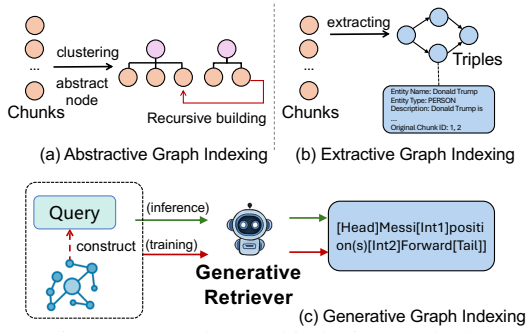 clustering
abstract
node
...
Chunks
Recursive building
(a) Abstractive Graph Indexing
extracting
...
Chunks
Triples
Entity Name: Donald Trump
Entity Type: PERSON
Description: Donald Trump is
...
Original Chunk ID: 1, 2
(b) Extractive Graph Indexing
Query
construct
(inference)
(training)
Generative
Retriever
[Head]Messi[Int1]positi
on(s)[Int2]Forward[Tail]]
(c) Generative Graph Indexing